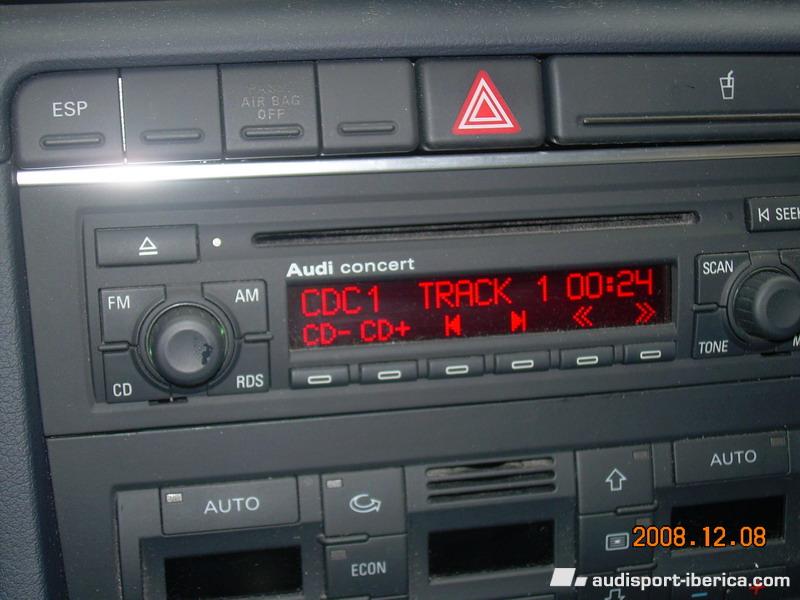 ESP
PASS.
AIR BAG
OFF
SEEK
Audi concert
FM
AM
CD
RDS
CDC1 TRACK 1 00:24
CD- CD+
SCAN
TONE
AUTO
ECON
AUTO
2008.12.08
audisport-iberica.com